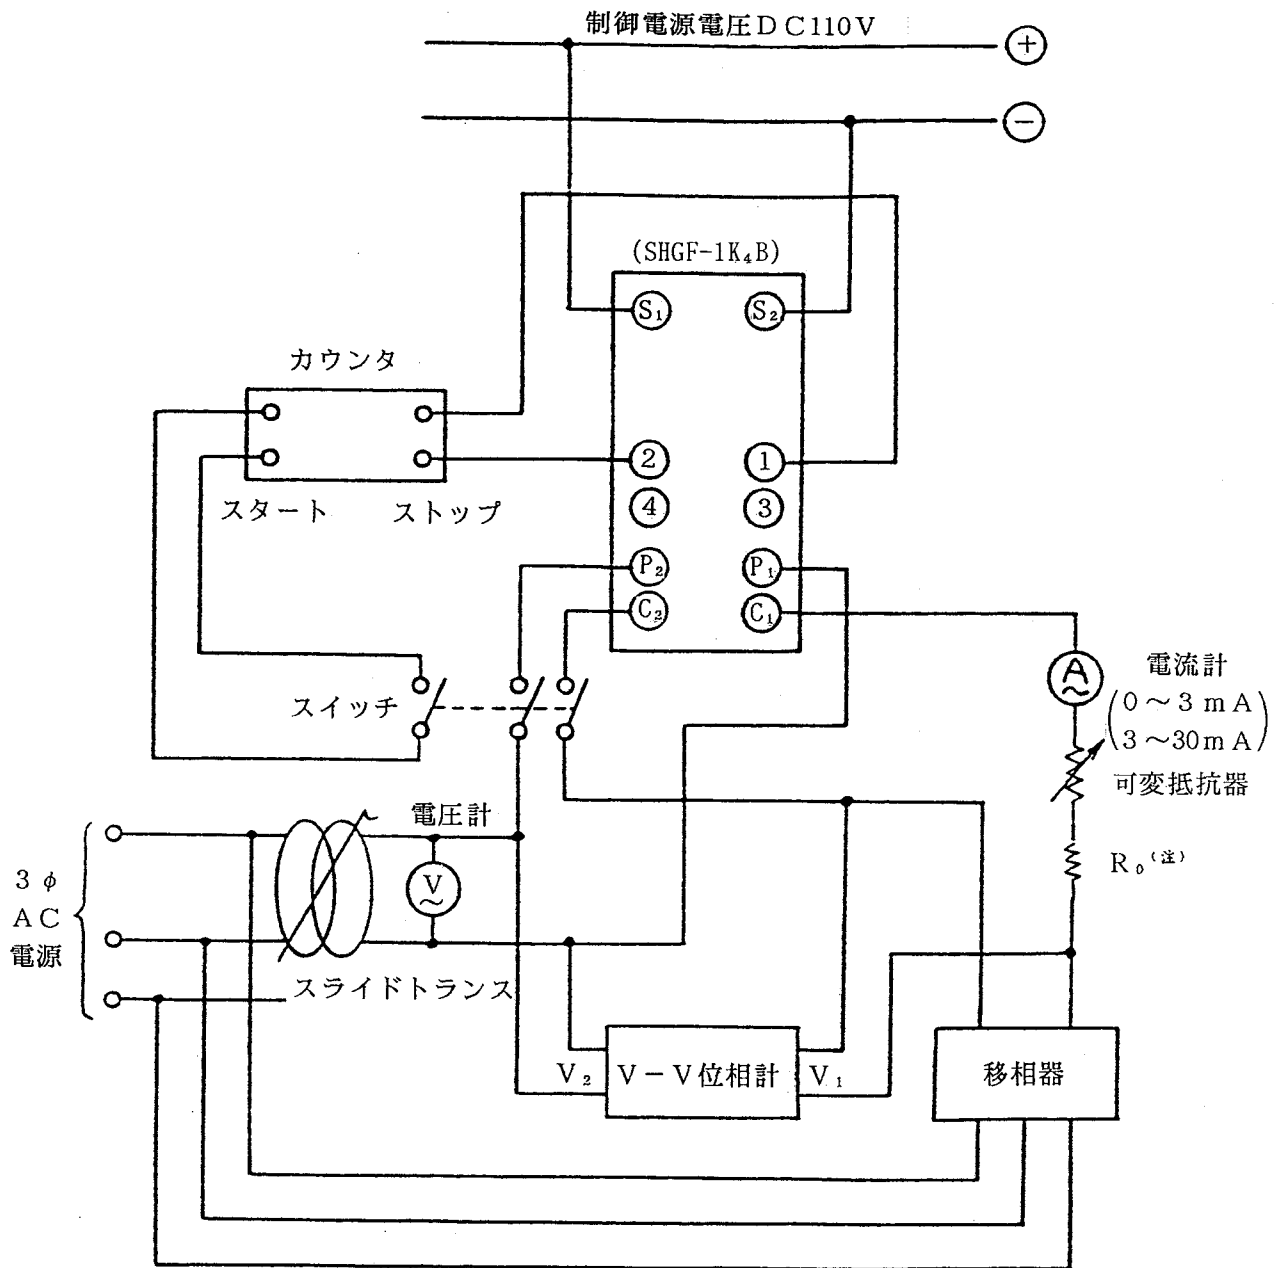 制御電源電圧DC110V
+
−
(SHGF-1K₄B)
S₁
S₂
カウンタ
2
1
スタート
ストップ
4
3
P₂
P₁
C₂
C₁
スイッチ
A
電流計
(0～3mA)
(3～30mA)
可変抵抗器
電圧計
V
R₀(注)
3φ
AC
電源
スライドトランス
V₂
V－V位相計
V₁
移相器